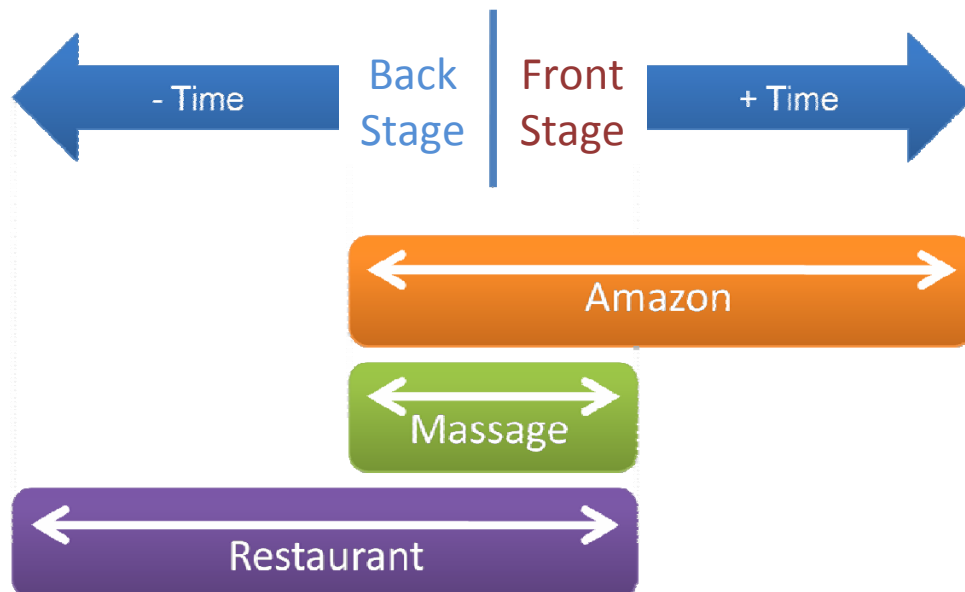 - Time
Back
Stage
Front
Stage
+ Time
Amazon
Massage
Restaurant